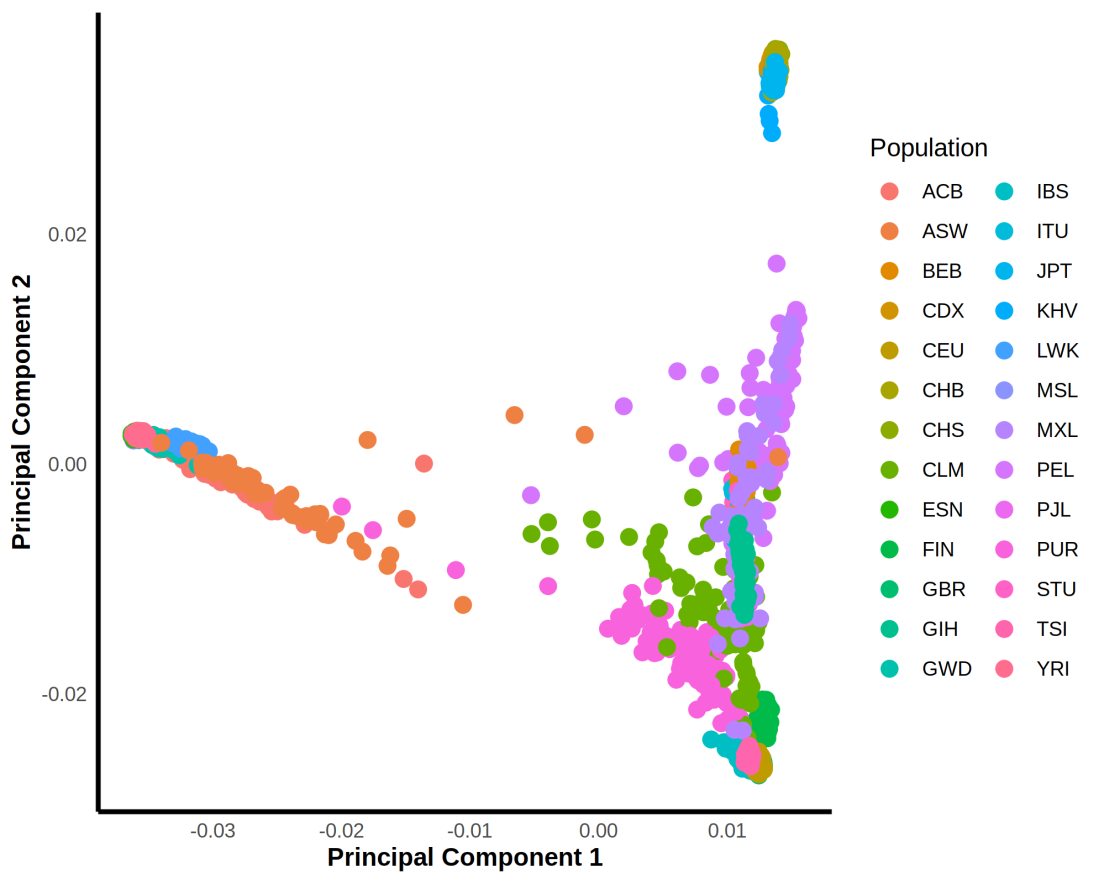 Population
ACB
ASW
BEB
CDX
CEU
CHB
CHS
CLM
ESN
FIN
GBR
GIH
GWD
IBS
ITU
JPT
KHV
LWK
MSL
MXL
PEL
PJL
PUR
STU
TSI
YRI
Principal Component 2
0.02
0.00
-0.02
-0.03
-0.02
-0.01
0.00
0.01
Principal Component 1